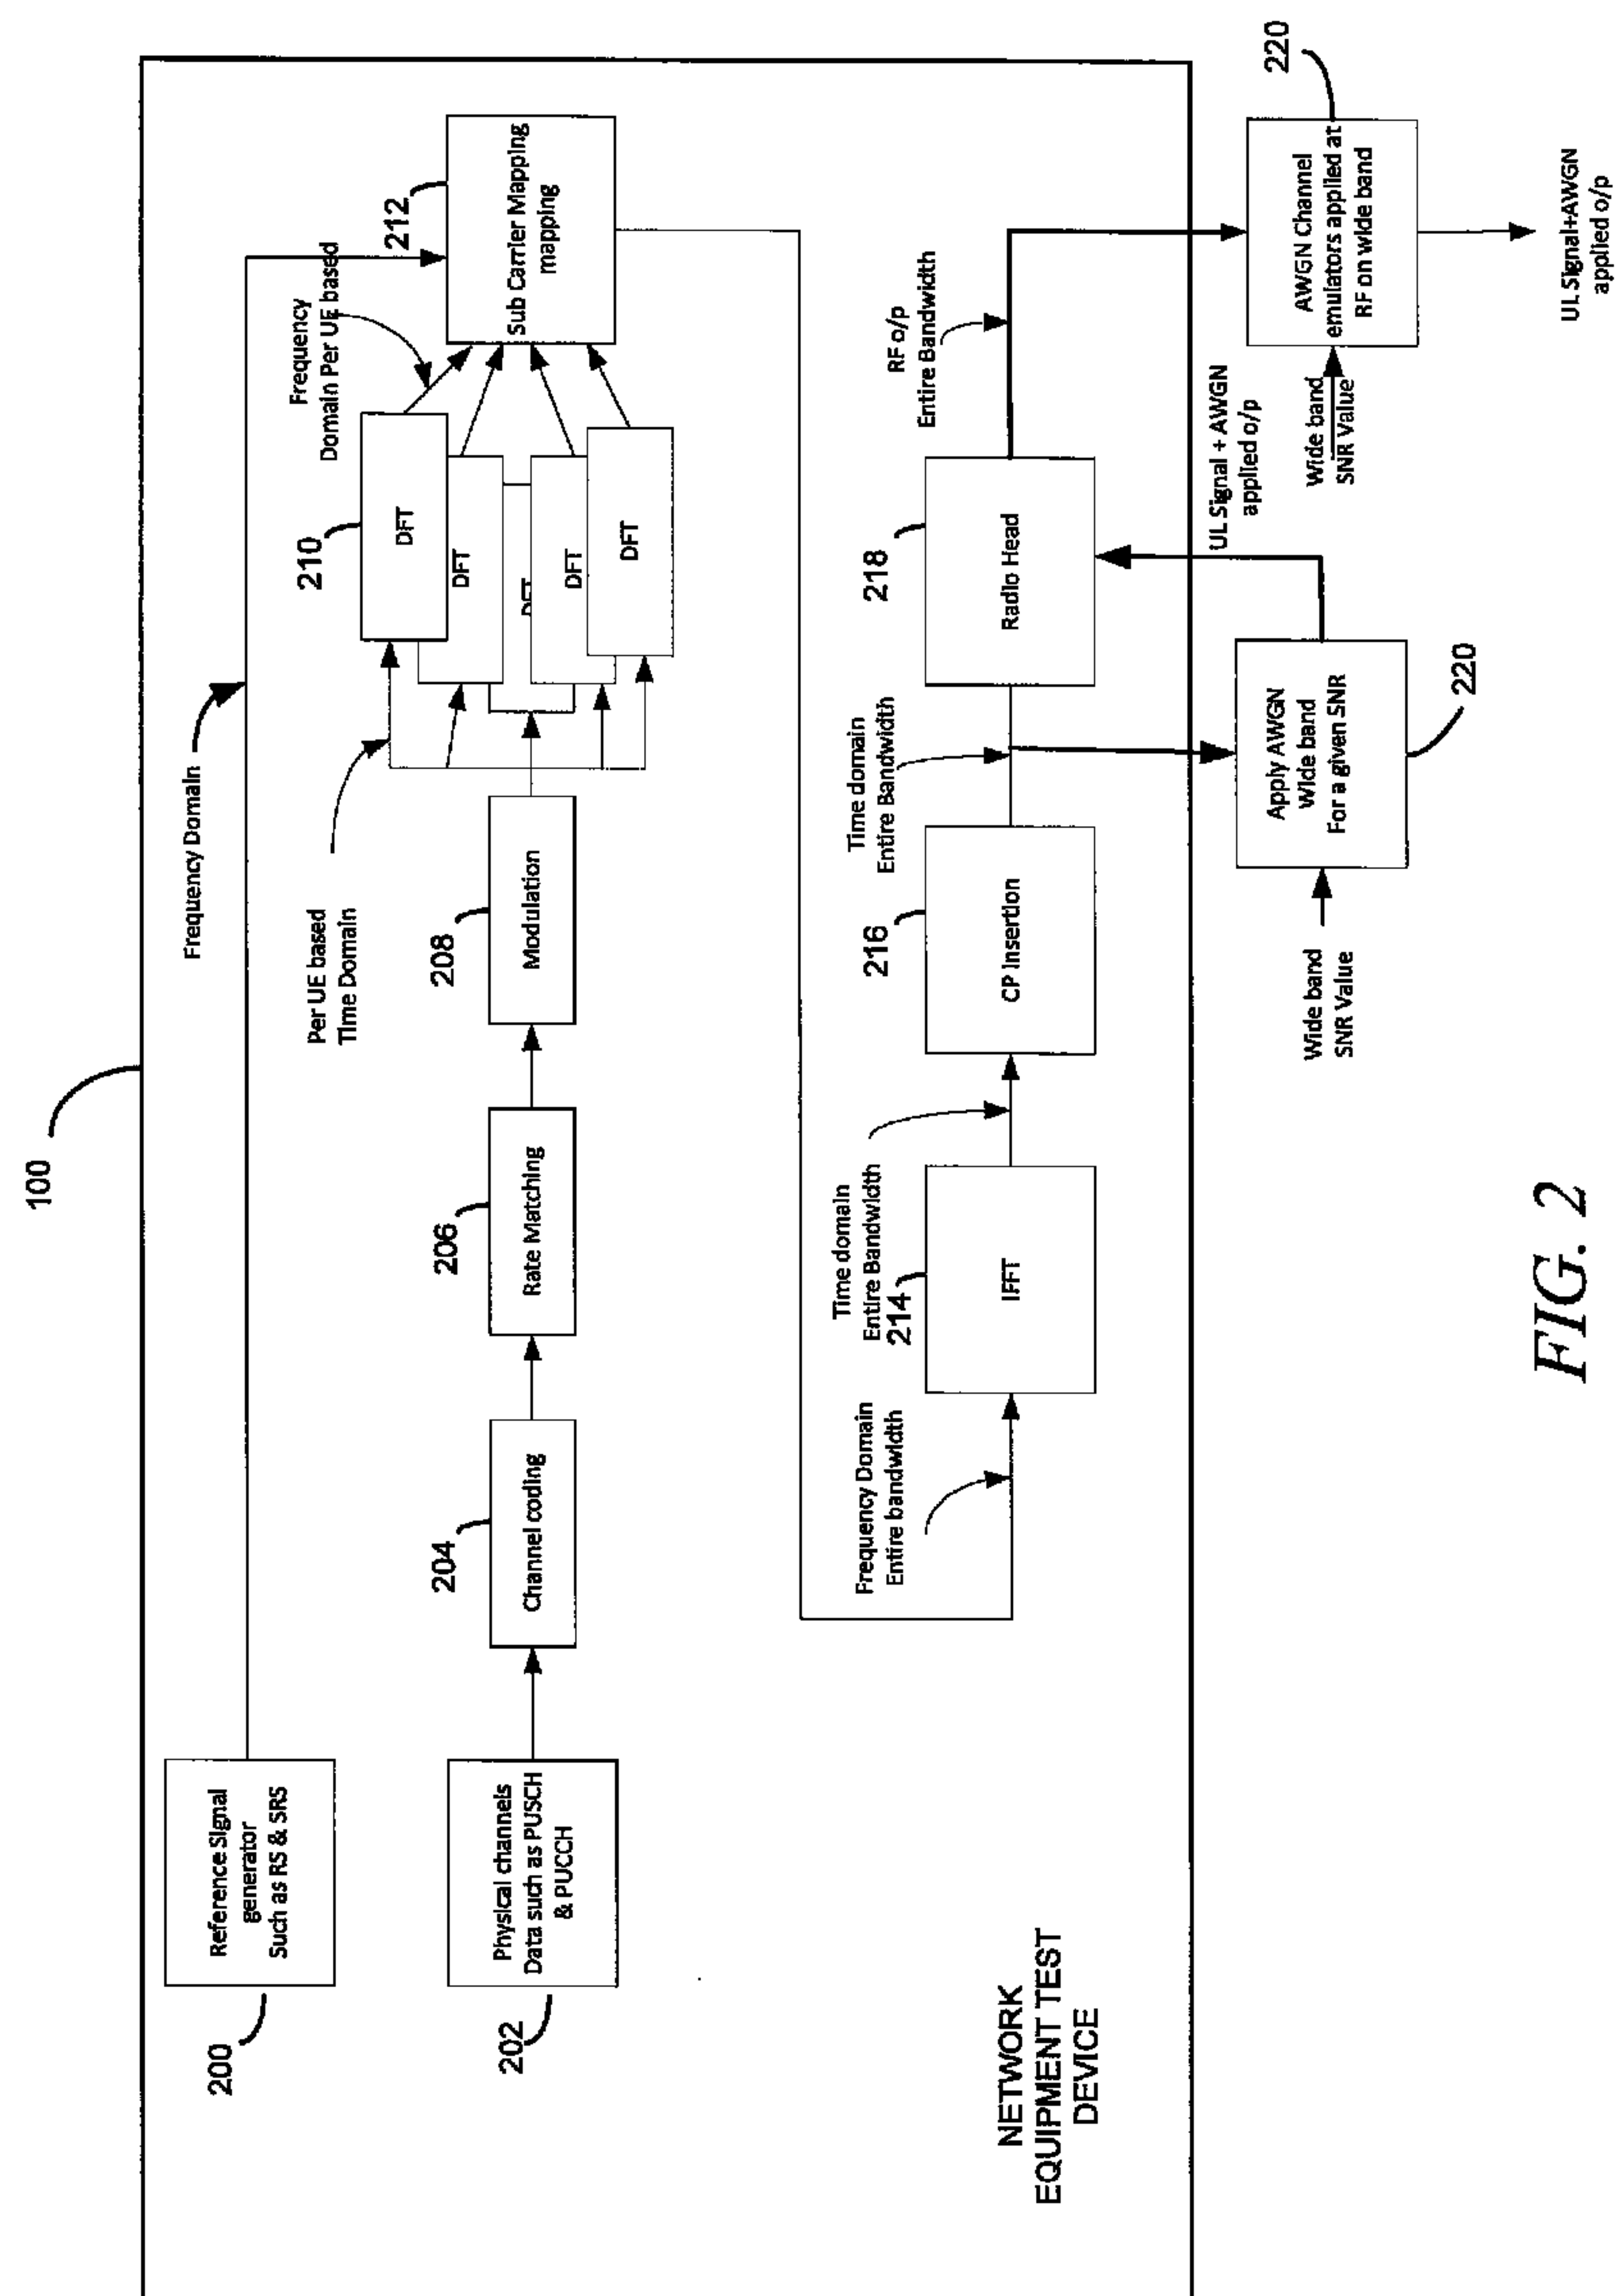 100
220
Frequency Domain
Reference Signal
generator
Such as RS & SRS
200
Per UE based
Time Domain
Frequency
Domain Per UE based
210
DFT
DFT
DFT
DFT
DFT
212
Sub Carrier Mapping
mapping
Physical channels
Data such as PUSCH
& PUCCH
202
204
Channel coding
206
Rate Matching
208
Modulation
Frequency Domain
Entire bandwidth
214
IFFT
Time domain
Entire Bandwidth
216
CP Insertion
Time domain
Entire Bandwidth
218
Radio Head
RF o/p
Entire Bandwidth
NETWORK
EQUIPMENT TEST
DEVICE
Wide band
SNR Value
Apply AWGN
Wide band
For a given SNR
220
UL Signal + AWGN
applied o/p
Wide band
SNR Value
AWGN Channel
emulators applied at
RF on wide band
UL Signal+AWGN
applied o/p
FIG. 2